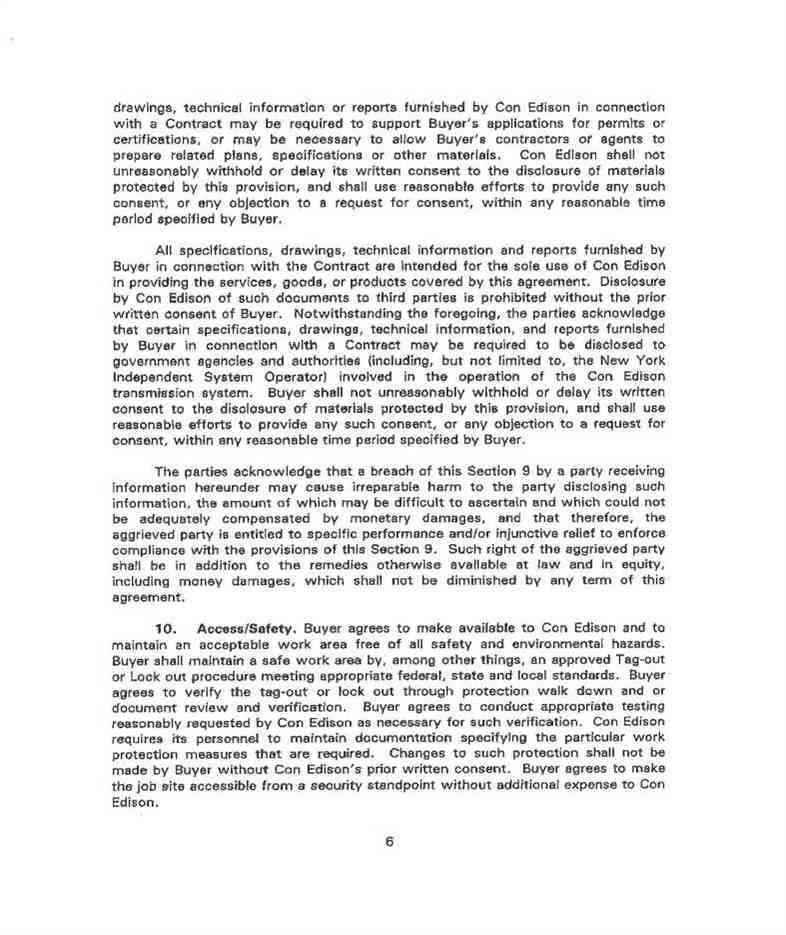 drawings, technical information or reports furnished by Con Edison in connection
with a Contract may be required to support Buyer's applications for permits or
certifications, or may be necessary to allow Buyer's contractors or agents to
prepare related plans, specifications or other materials. Con Edison shall not
unreasonably withhold or delay its written consent to the disclosure of materials
protected by this provision, and shall use reasonable efforts to provide any such
consent, or any objection to a request for consent, within any reasonable time
period specified by Buyer.
All specifications, drawings, technical information and reports furnished by
Buyer in connection with the Contract are intended for the sole use of Con Edison
in providing the services, goods, or products covered by this agreement. Disclosure
by Con Edison of such documents to third parties is prohibited without the prior
written consent of Buyer. Notwithstanding the foregoing, the parties acknowledge
that certain specifications, drawings, technical information, and reports furnished
by Buyer in connection with a Contract may be required to be disclosed to
government agencies and authorities (including, but not limited to, the New York
Independent System Operator) involved in the operation of the Con Edison
transmission system. Buyer shall not unreasonably withhold or delay its written
consent to the disclosure of materials protected by this provision, and shall use
reasonable efforts to provide any such consent, or any objection to a request for
consent, within any reasonable time period specified by Buyer.
The parties acknowledge that a breach of this Section 9 by a party receiving
information hereunder may cause irreparable harm to the party disclosing such
information, the amount of which may be difficult to ascertain and which could not
be adequately compensated by monetary damages, and that therefore, the
aggrieved party is entitled to specific performance and/or injunctive relief to enforce
compliance with the provisions of this Section 9. Such right of the aggrieved party
shall be in addition to the remedies otherwise available at law and in equity,
including money damages, which shall not be diminished by any term of this
agreement.
10. Access/Safety. Buyer agrees to make available to Con Edison and to
maintain an acceptable work area free of all safety and environmental hazards.
Buyer shall maintain a safe work area by, among other things, an approved Tag-out
or Lock out procedure meeting appropriate federal, state and local standards. Buyer
agrees to verify the tag-out or lock out through protection walk down and or
document review and verification. Buyer agrees to conduct appropriate testing
reasonably requested by Con Edison as necessary for such verification. Con Edison
requires its personnel to maintain documentation specifying the particular work
protection measures that are required. Changes to such protection shall not be
made by Buyer without Con Edison's prior written consent. Buyer agrees to make
the job site accessible from a security standpoint without additional expense to Con
Edison.
6